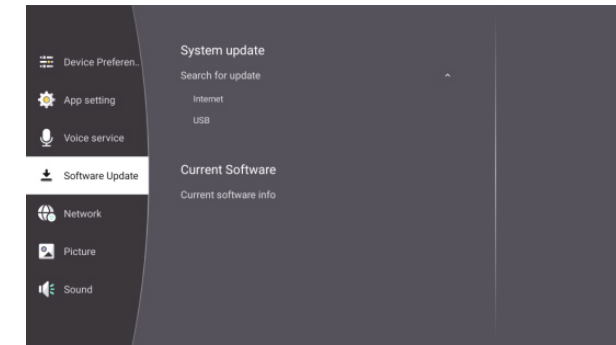 Device Preferen..
App setting
Voice service
Software Update
Network
Picture
Sound
System update
Search for update
Internet
USB
Current Software
Current software info